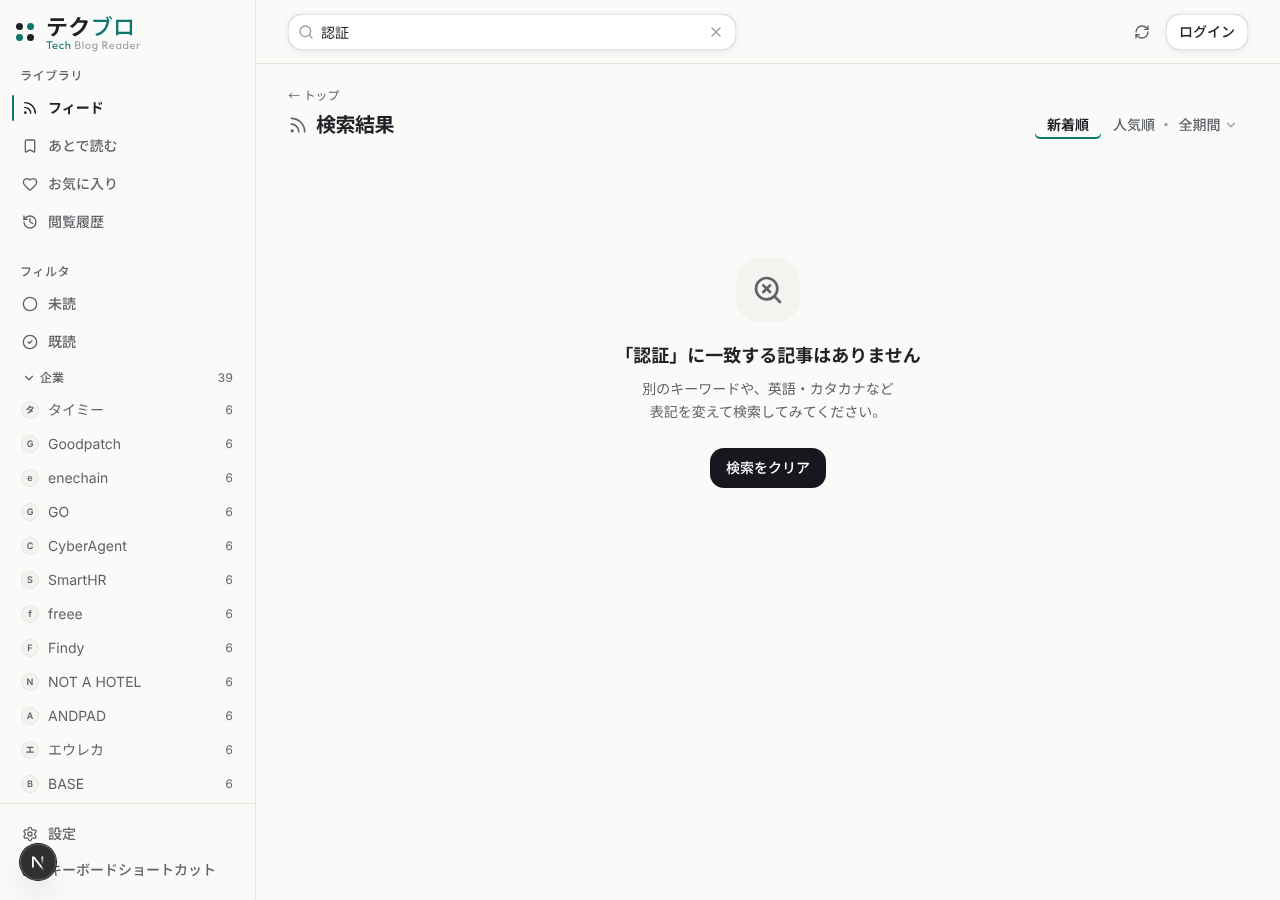 テクブロ
Tech Blog Reader
ライブラリ
フィード
あとで読む
お気に入り
閲覧履歴
フィルタ
未読
既読
企業 39
タ タイミー 6
G Goodpatch 6
e enechain 6
G GO 6
C CyberAgent 6
S SmartHR 6
f freee 6
F Findy 6
N NOT A HOTEL 6
A ANDPAD 6
エ エウレカ 6
B BASE 6
設定
N
キーボードショートカット
認証
ログイン
← トップ
検索結果
新着順 人気順 • 全期間
「認証」に一致する記事はありません
別のキーワードや、英語・カタカナなど
表記を変えて検索してみてください。
検索をクリア